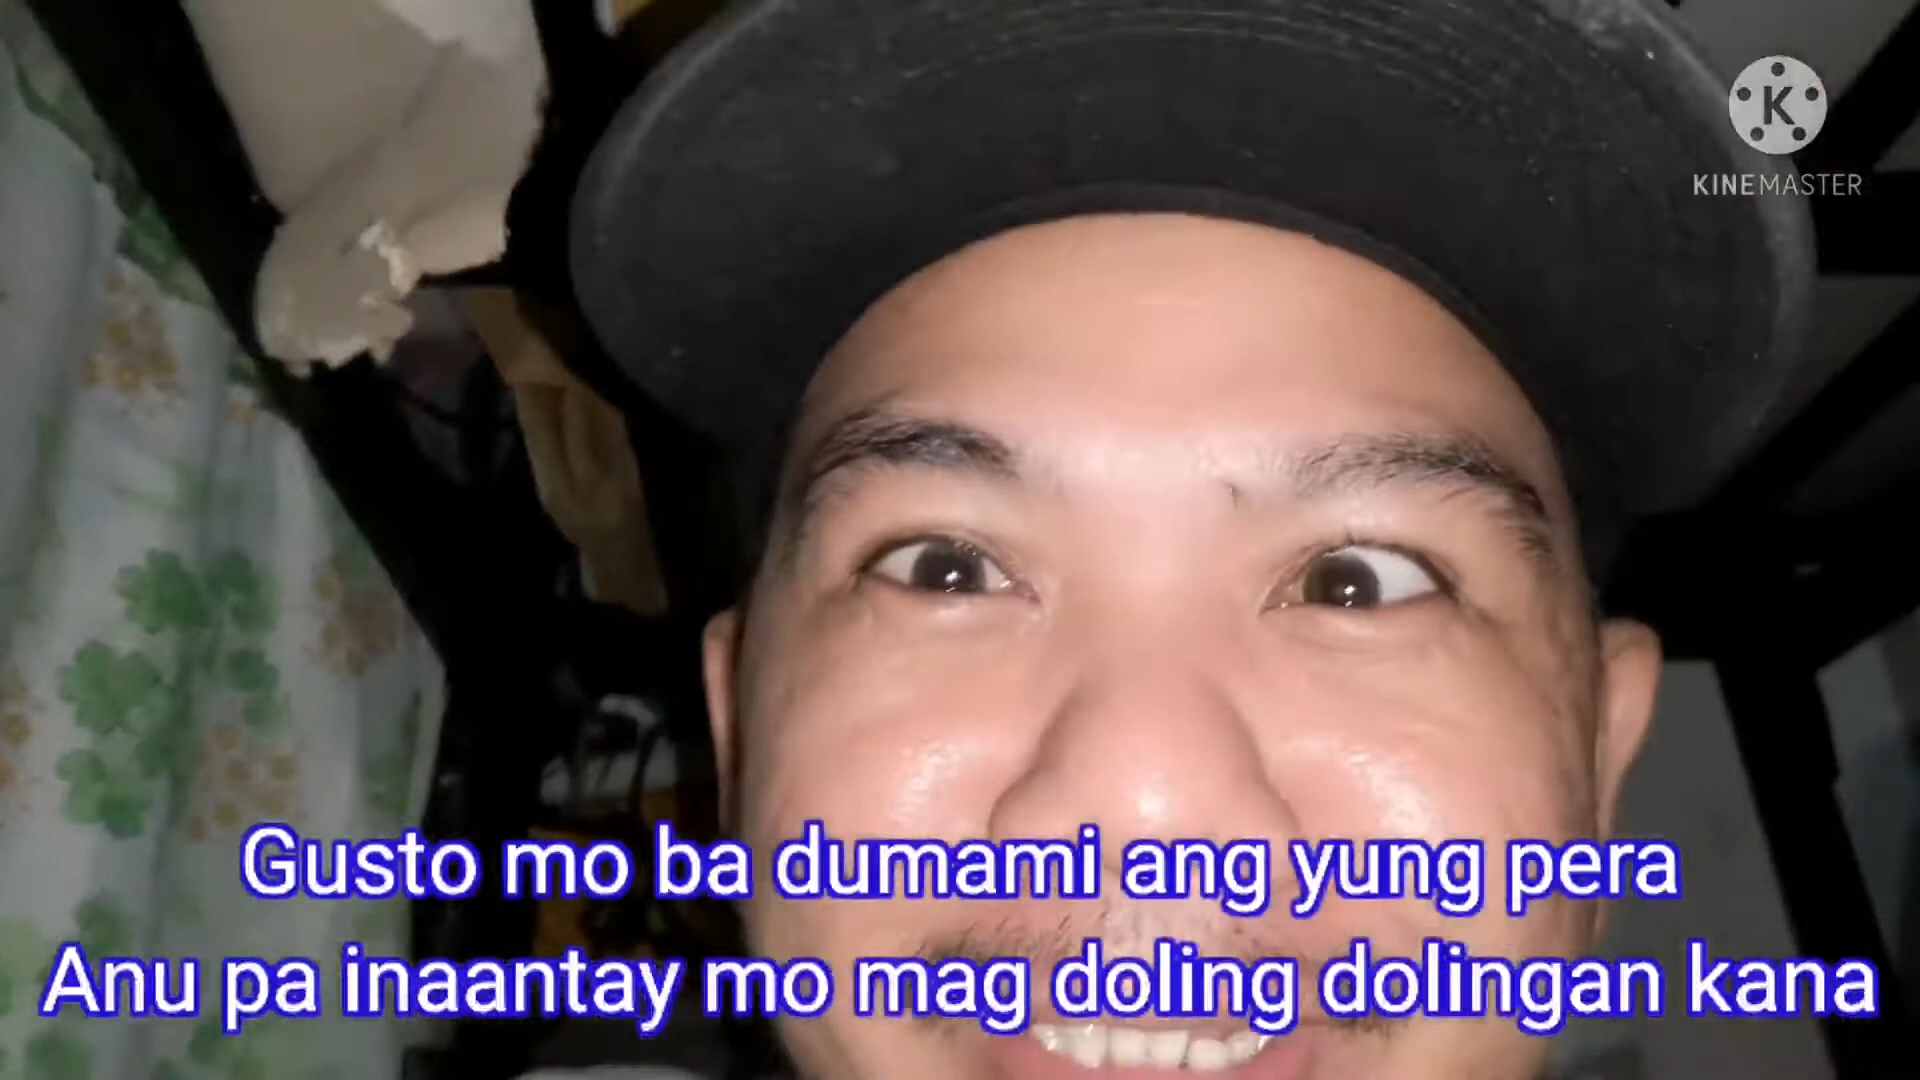 K
KINEMASTER
Gusto mo ba dumami ang yung pera
Anu pa inaantay mo mag doling dolingan kana